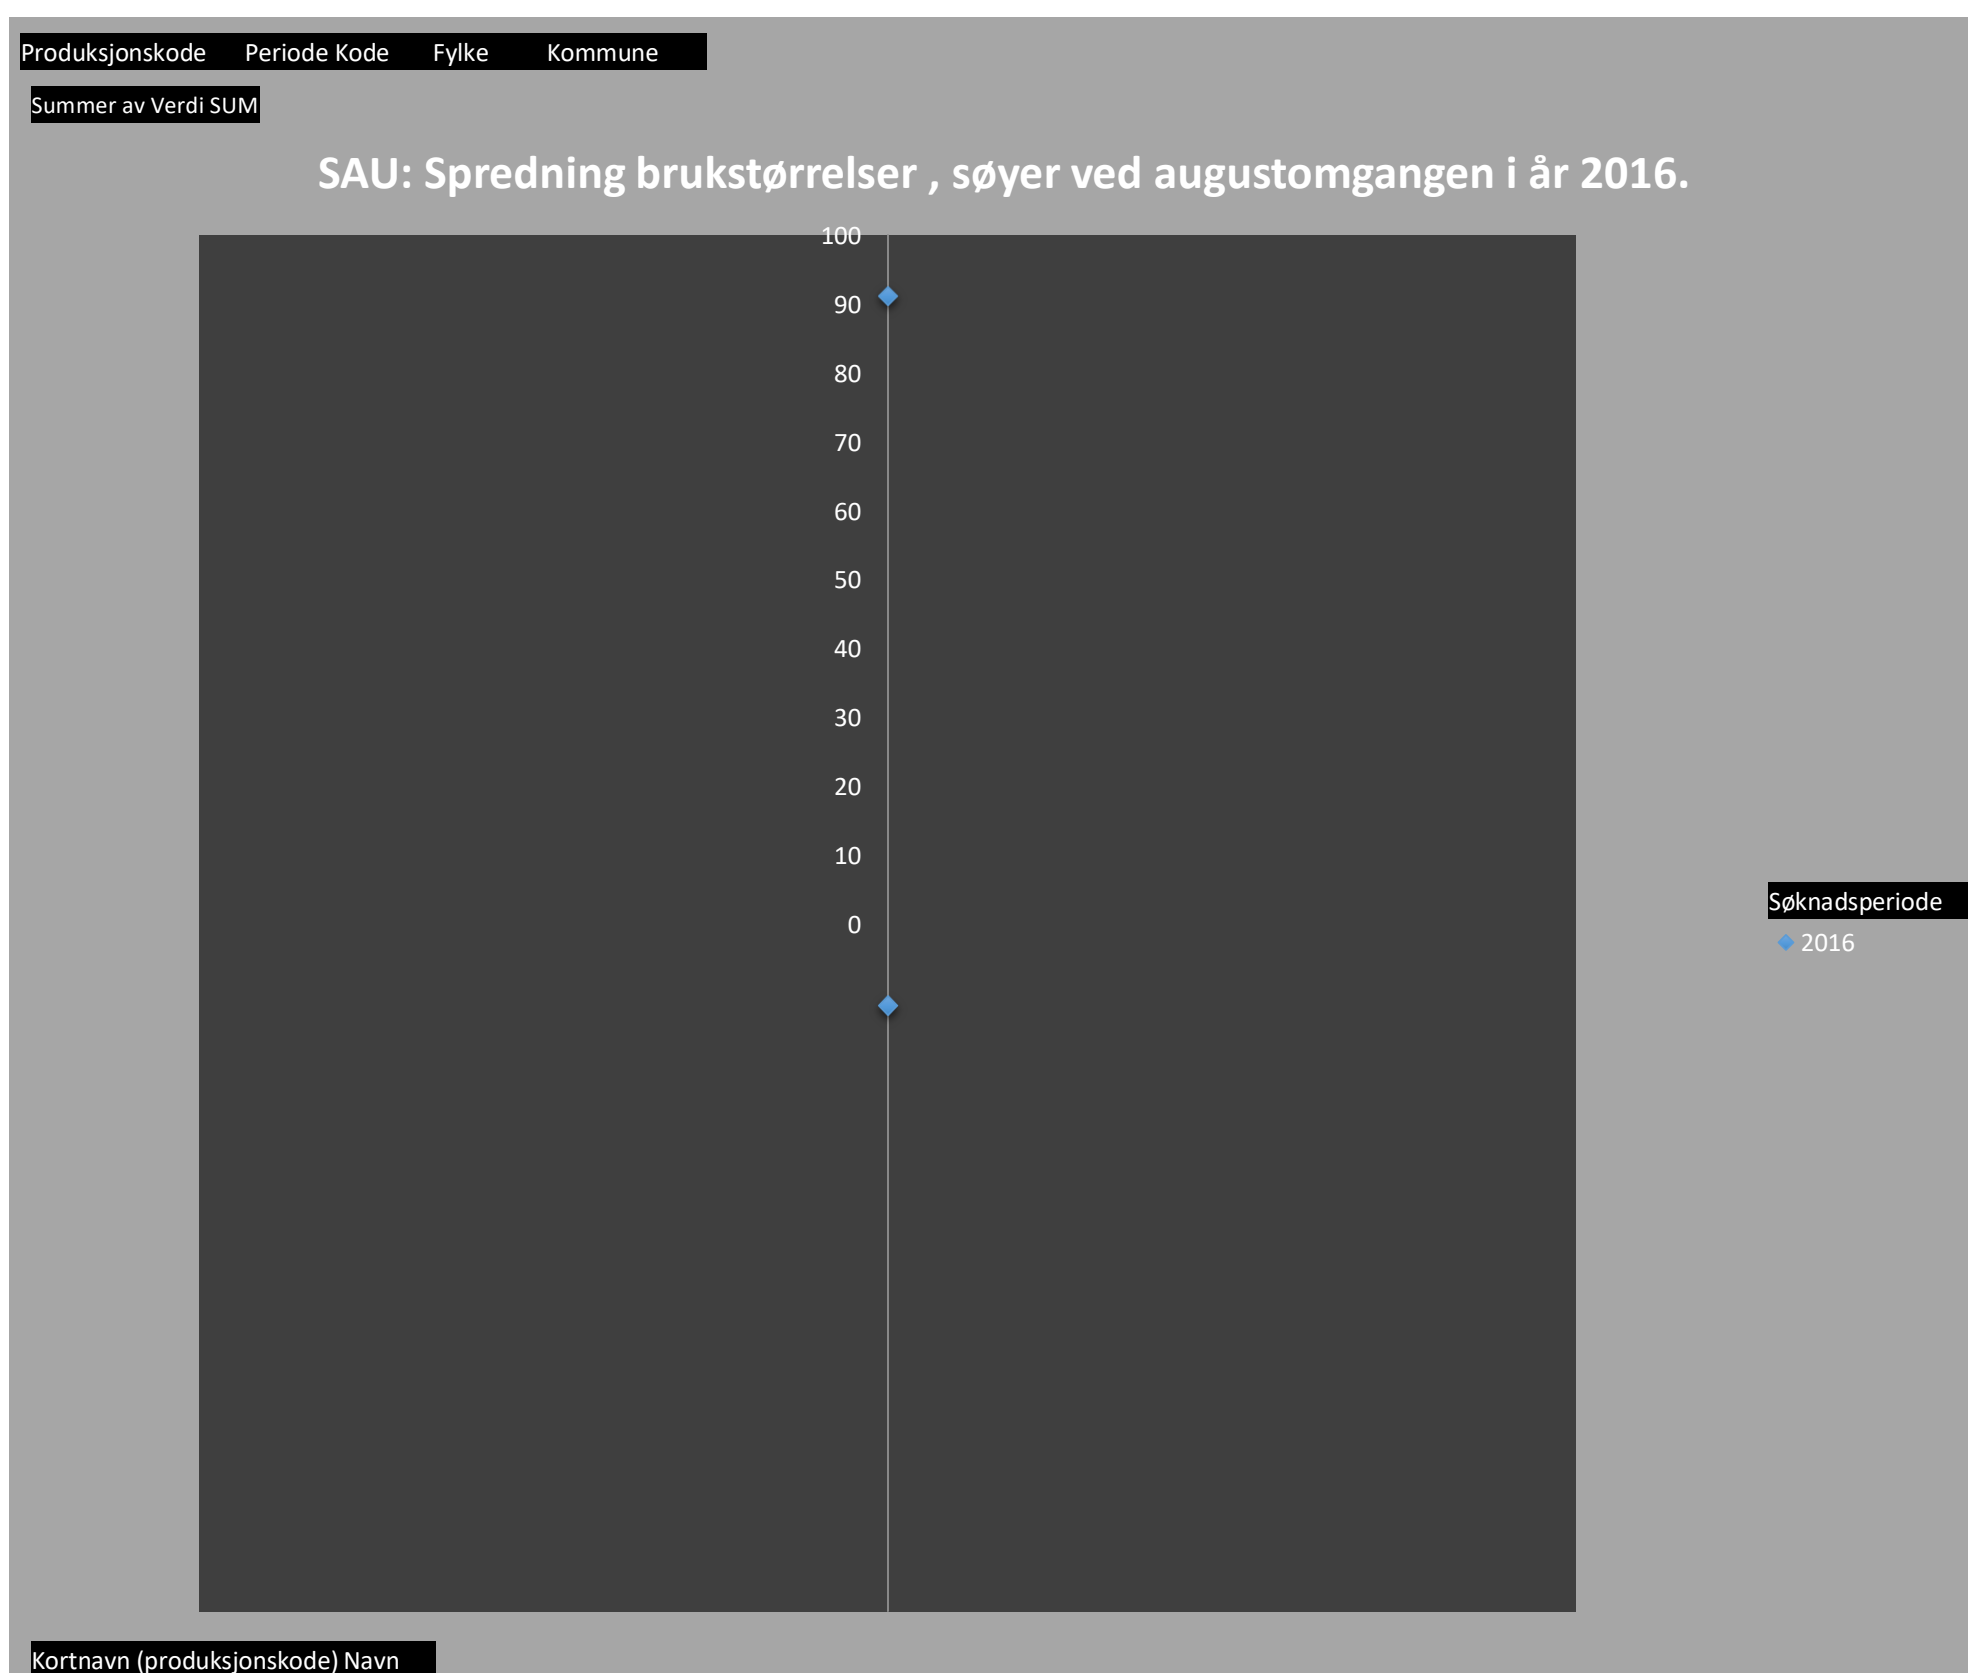 Produksjonskode Periode Kode Fylke Kommune
Summer av Verdi SUM
SAU: Spredning brukstørrelser , søyer ved augustomgangen i år 2016.
100
90
80
70
60
50
40
30
20
10
0
Søknadsperiode
2016
Kortnavn (produksjonskode) Navn